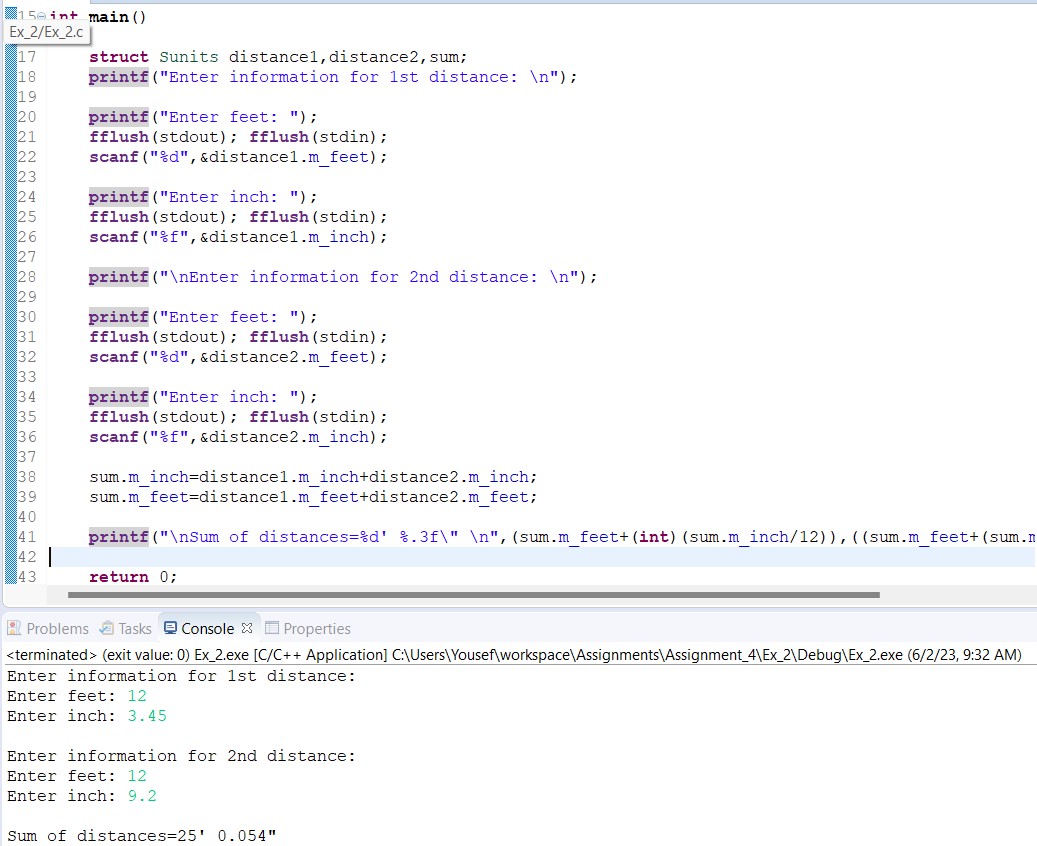 15 int main()
Ex_2/Ex_2.c
17 struct Sunits distance1,distance2,sum;
18 printf("Enter information for 1st distance: \n");
19
20 printf("Enter feet: ");
21 fflush(stdout); fflush(stdin);
22 scanf("%d",&distance1.m_feet);
23
24 printf("Enter inch: ");
25 fflush(stdout); fflush(stdin);
26 scanf("%f",&distance1.m_inch);
27
28 printf("\nEnter information for 2nd distance: \n");
29
30 printf("Enter feet: ");
31 fflush(stdout); fflush(stdin);
32 scanf("%d",&distance2.m_feet);
33
34 printf("Enter inch: ");
35 fflush(stdout); fflush(stdin);
36 scanf("%f",&distance2.m_inch);
37
38 sum.m_inch=distance1.m_inch+distance2.m_inch;
39 sum.m_feet=distance1.m_feet+distance2.m_feet;
40
41 printf("\nSum of distances=%d' %.3f\" \n",(sum.m_feet+(int)(sum.m_inch/12)),((sum.m_feet+(sum.m
42
43 return 0;
Problems Tasks Console Properties
<terminated> (exit value: 0) Ex_2.exe [C/C++ Application] C:\Users\Yousef\workspace\Assignments\Assignment_4\Ex_2\Debug\Ex_2.exe (6/2/23, 9:32 AM)
Enter information for 1st distance:
Enter feet: 12
Enter inch: 3.45
Enter information for 2nd distance:
Enter feet: 12
Enter inch: 9.2
Sum of distances=25' 0.054"